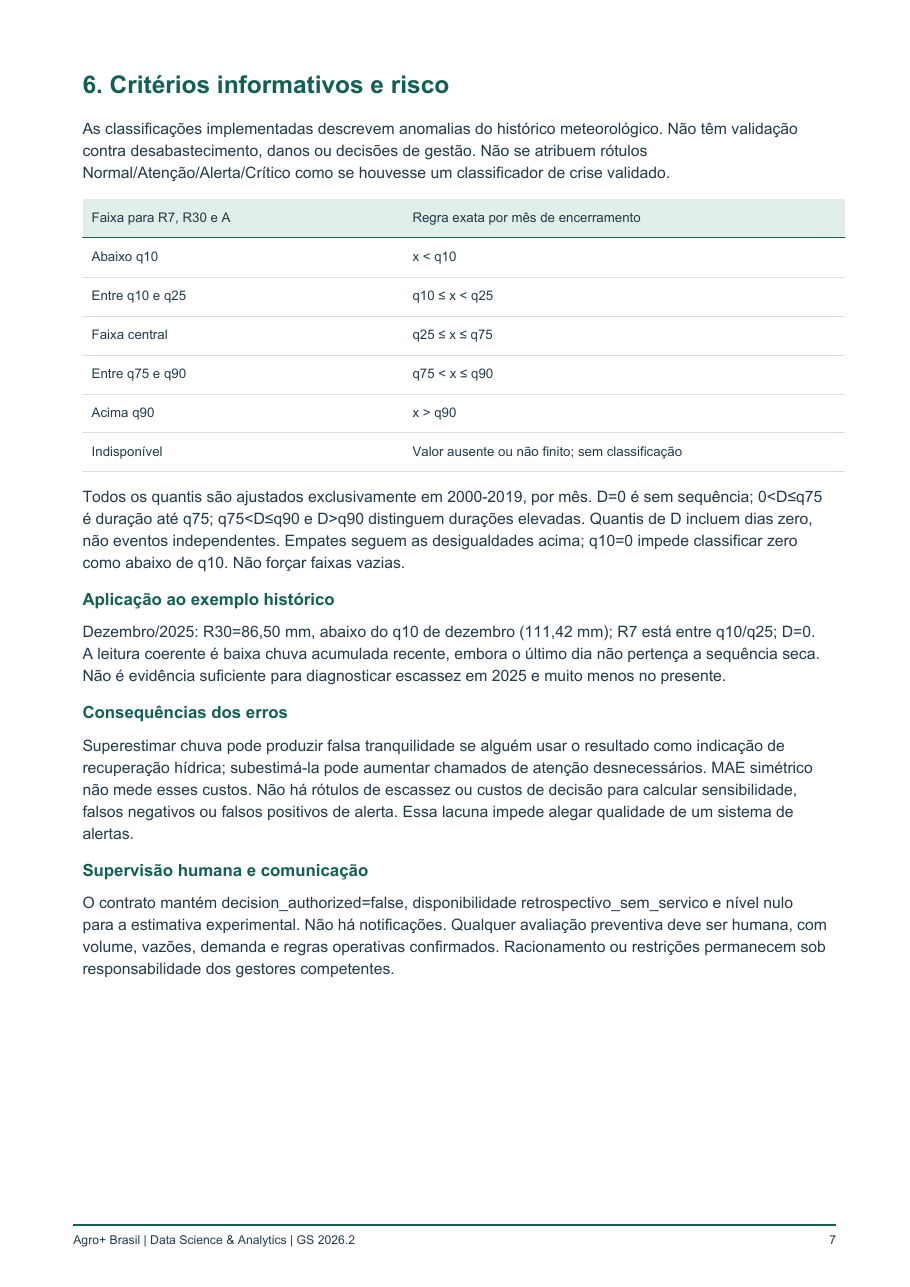 6. Critérios informativos e risco
As classificações implementadas descrevem anomalias do histórico meteorológico. Não têm validação
contra desabastecimento, danos ou decisões de gestão. Não se atribuem rótulos
Normal/Atenção/Alerta/Crítico como se houvesse um classificador de crise validado.
Faixa para R7, R30 e A Regra exata por mês de encerramento
Abaixo q10 x < q10
Entre q10 e q25 q10 ≤ x < q25
Faixa central q25 ≤ x ≤ q75
Entre q75 e q90 q75 < x ≤ q90
Acima q90 x > q90
Indisponível Valor ausente ou não finito; sem classificação
Todos os quantis são ajustados exclusivamente em 2000-2019, por mês. D=0 é sem sequência; 0<D≤q75
é duração até q75; q75<D≤q90 e D>q90 distinguem durações elevadas. Quantis de D incluem dias zero,
não eventos independentes. Empates seguem as desigualdades acima; q10=0 impede classificar zero
como abaixo de q10. Não forçar faixas vazias.
Aplicação ao exemplo histórico
Dezembro/2025: R30=86,50 mm, abaixo do q10 de dezembro (111,42 mm); R7 está entre q10/q25; D=0.
A leitura coerente é baixa chuva acumulada recente, embora o último dia não pertença a sequência seca.
Não é evidência suficiente para diagnosticar escassez em 2025 e muito menos no presente.
Consequências dos erros
Superestimar chuva pode produzir falsa tranquilidade se alguém usar o resultado como indicação de
recuperação hídrica; subestimá-la pode aumentar chamados de atenção desnecessários. MAE simétrico
não mede esses custos. Não há rótulos de escassez ou custos de decisão para calcular sensibilidade,
falsos negativos ou falsos positivos de alerta. Essa lacuna impede alegar qualidade de um sistema de
alertas.
Supervisão humana e comunicação
O contrato mantém decision_authorized=false, disponibilidade retrospectivo_sem_servico e nível nulo
para a estimativa experimental. Não há notificações. Qualquer avaliação preventiva deve ser humana, com
volume, vazões, demanda e regras operativas confirmados. Racionamento ou restrições permanecem sob
responsabilidade dos gestores competentes.
Agro+ Brasil | Data Science & Analytics | GS 2026.2 7